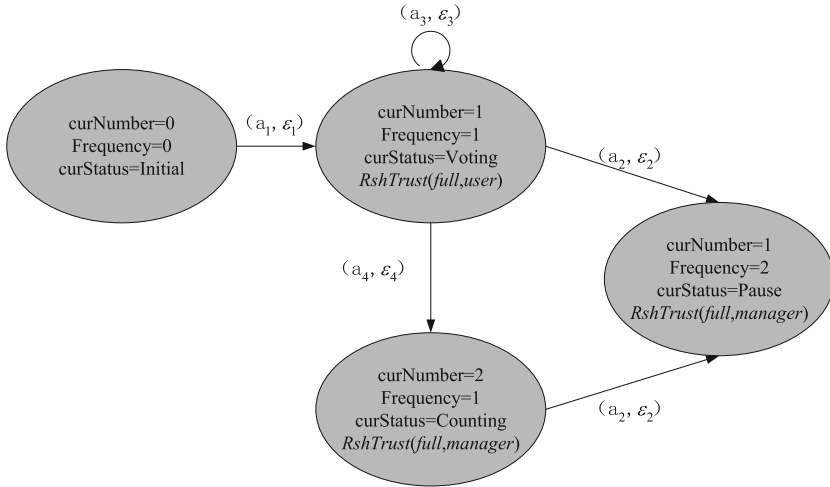 (a3, ε3)
curNumber=0
Frequency=0
curStatus=Initial
(a1, ε1)
curNumber=1
Frequency=1
curStatus=Voting
RshTrust(full,user)
(a2, ε2)
(a4, ε4)
curNumber=1
Frequency=2
curStatus=Pause
RshTrust(full,manager)
curNumber=2
Frequency=1
curStatus=Counting
RshTrust(full,manager)
(a2, ε2)